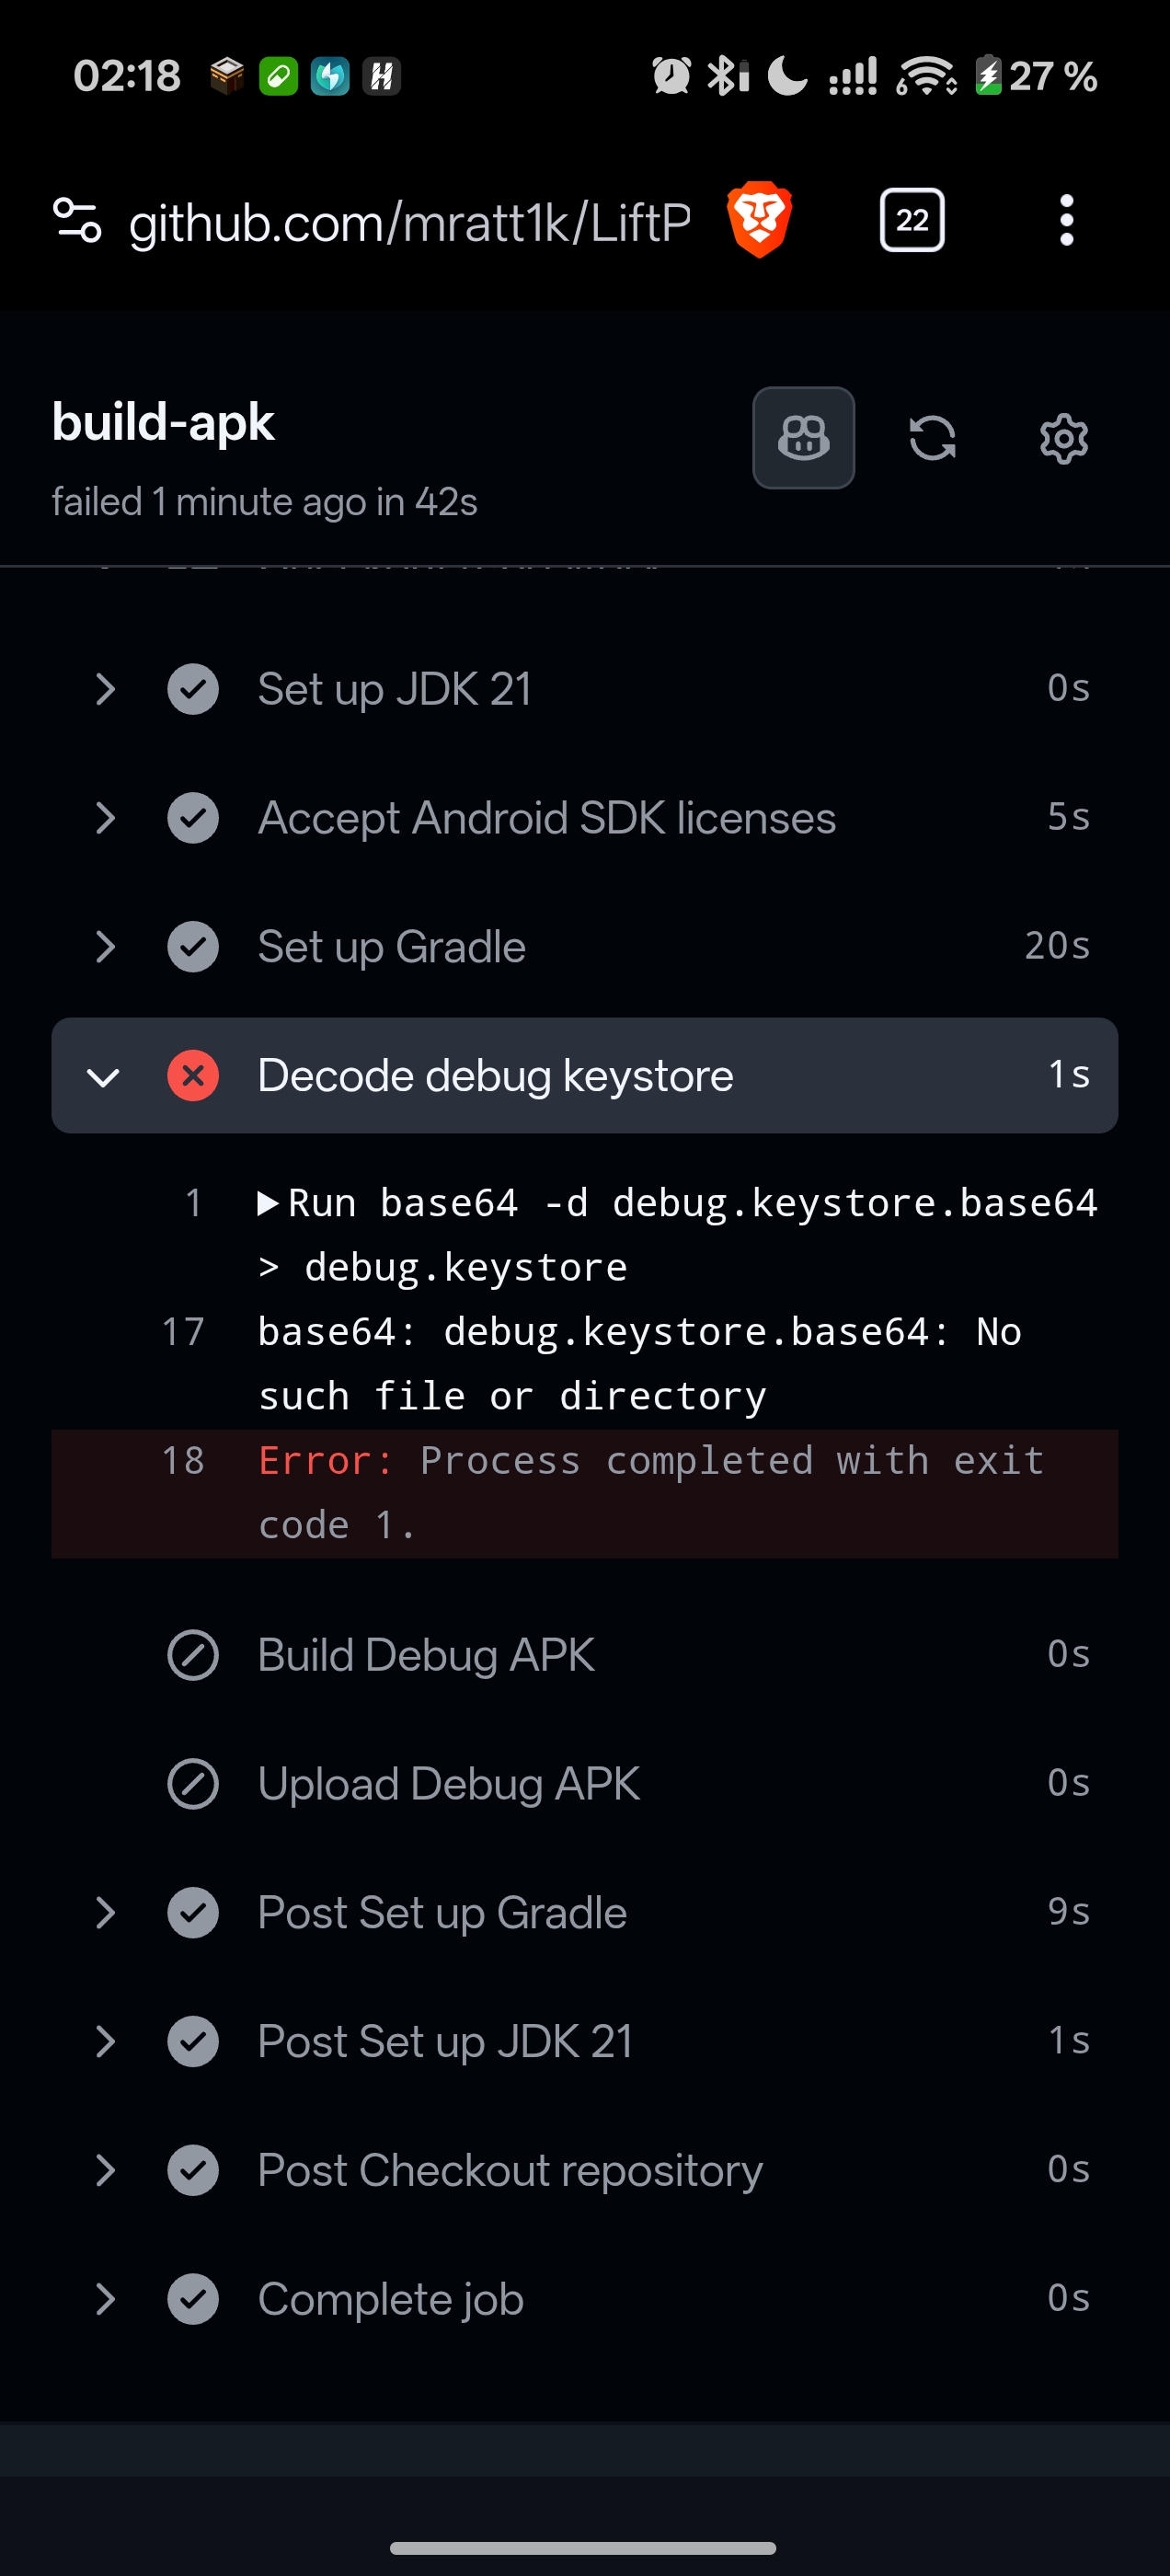 02:18
27 %
github.com/mratt1k/LiftP
22
build-apk
failed 1 minute ago in 42s
Set up JDK 21 0s
Accept Android SDK licenses 5s
Set up Gradle 20s
Decode debug keystore 1s
1 Run base64 -d debug.keystore.base64
> debug.keystore
17 base64: debug.keystore.base64: No
such file or directory
18 Error: Process completed with exit
code 1.
Build Debug APK 0s
Upload Debug APK 0s
Post Set up Gradle 9s
Post Set up JDK 21 1s
Post Checkout repository 0s
Complete job 0s